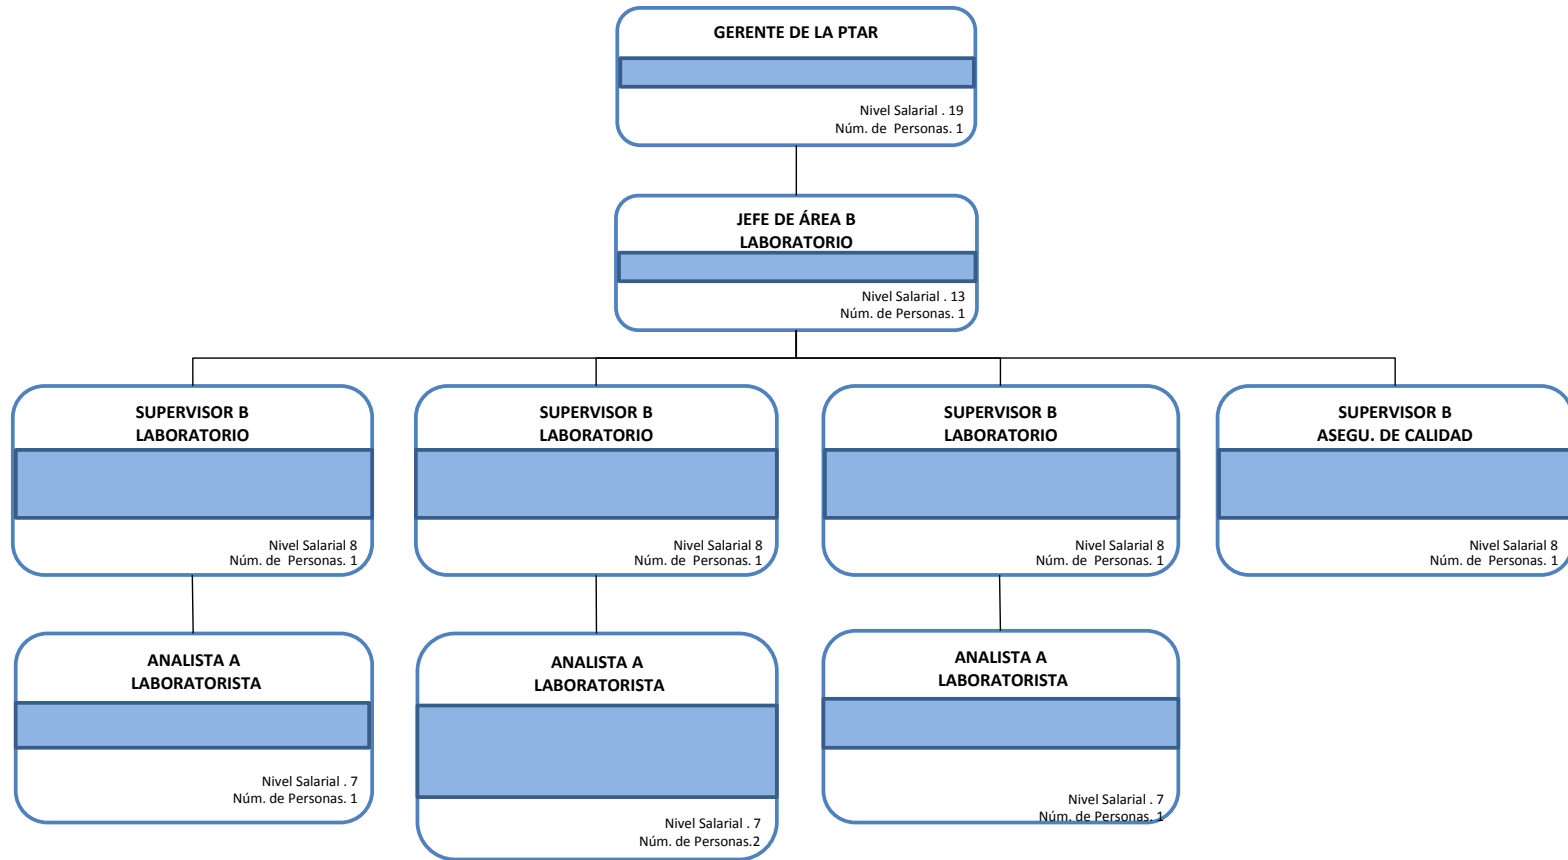 GERENTE DE LA PTAR
Nivel Salarial . 19
Núm. de Personas. 1
JEFE DE ÁREA B
LABORATORIO
Nivel Salarial . 13
Núm. de Personas. 1
SUPERVISOR B
LABORATORIO
Nivel Salarial 8
Núm. de Personas. 1
SUPERVISOR B
LABORATORIO
Nivel Salarial 8
Núm. de Personas. 1
SUPERVISOR B
LABORATORIO
Nivel Salarial 8
Núm. de Personas. 1
SUPERVISOR B
ASEGU. DE CALIDAD
Nivel Salarial 8
Núm. de Personas. 1
ANALISTA A
LABORATORISTA
Nivel Salarial . 7
Núm. de Personas. 1
ANALISTA A
LABORATORISTA
Nivel Salarial . 7
Núm. de Personas.2
ANALISTA A
LABORATORISTA
Nivel Salarial . 7
Núm. de Personas. 1